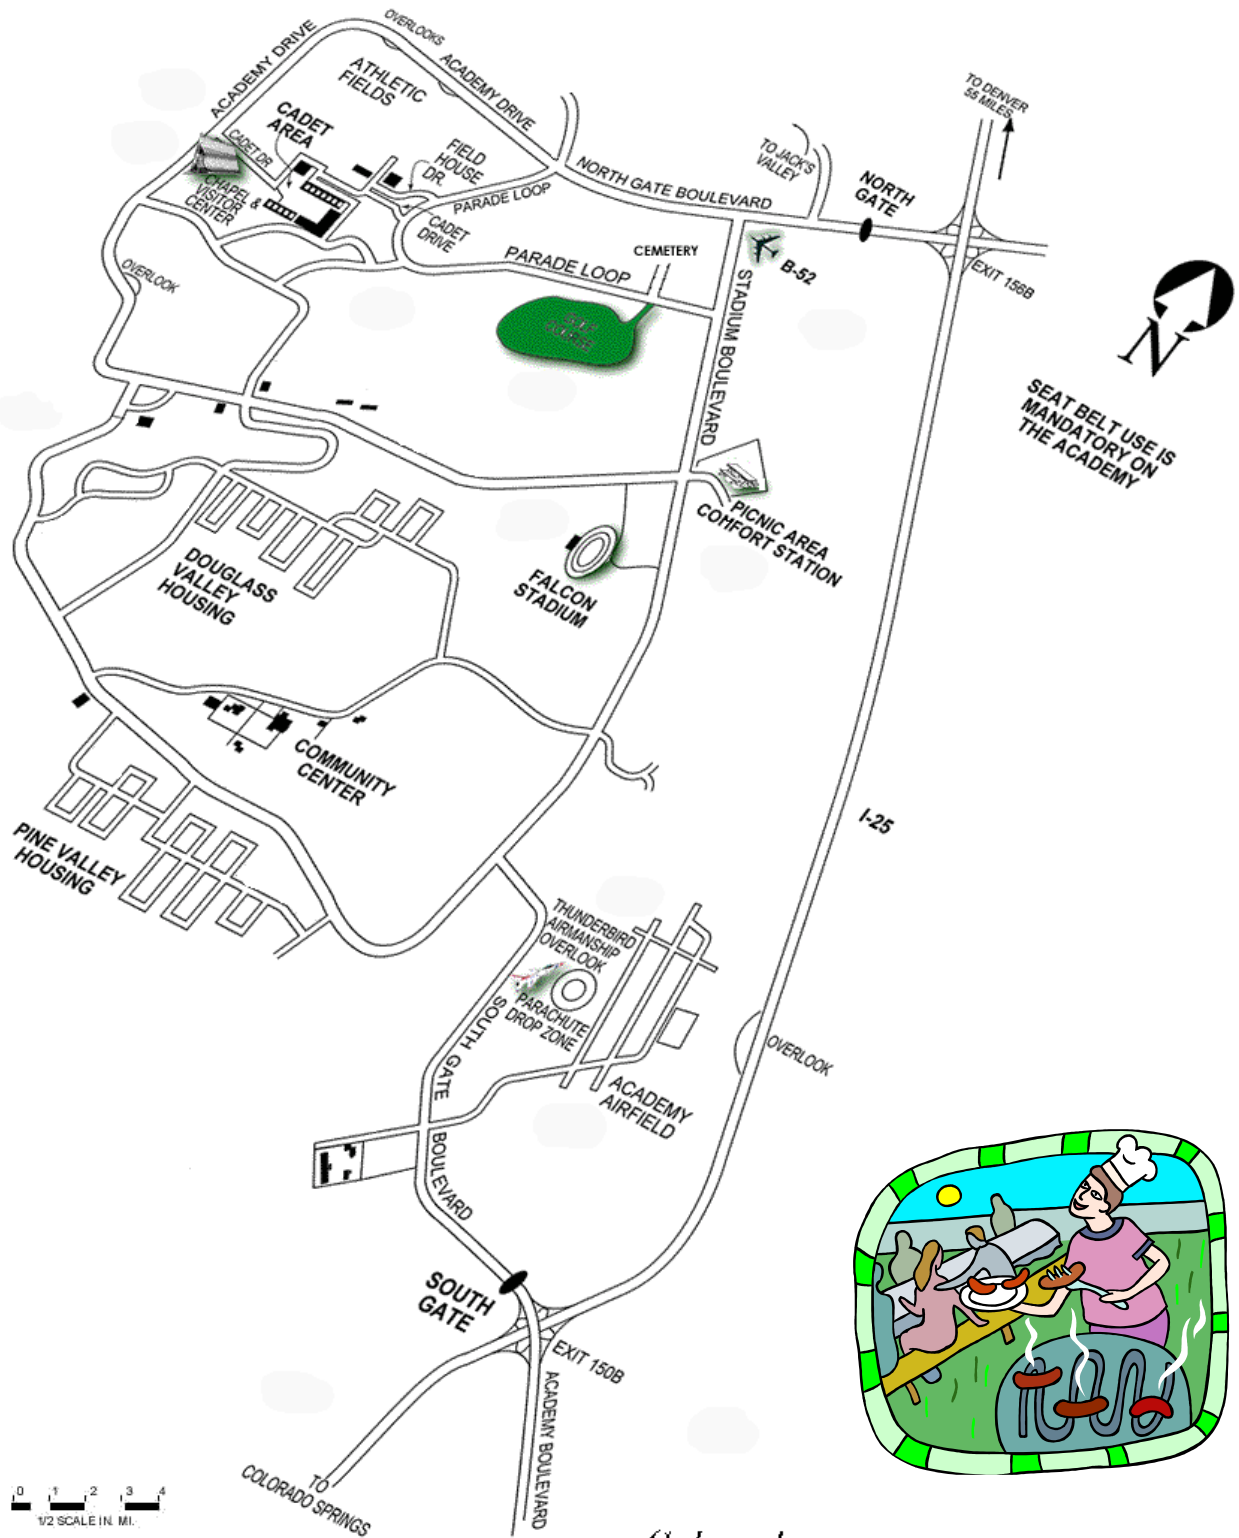 OVERLOOKS
ACADEMY DRIVE
ACADEMY DRIVE
ATHLETIC
FIELDS
TO DENVER
55 MILES
CADET
AREA
CADET DR
FIELD
HOUSE
DR.
TO JACK'S
VALLEY
NORTH GATE BOULEVARD
NORTH
GATE
CHAPEL &
VISITOR
CENTER
PARADE LOOP
CADET
DRIVE
PARADE LOOP
CEMETERY
B-52
EXIT 156B
OVERLOOK
GOLF
COURSE
STADIUM BOULEVARD
N
SEAT BELT USE IS
MANDATORY ON
THE ACADEMY
PICNIC AREA
COMFORT STATION
DOUGLASS
VALLEY
HOUSING
FALCON
STADIUM
COMMUNITY
CENTER
I-25
PINE VALLEY
HOUSING
THUNDERBIRD
AIRMANSHIP
OVERLOOK
PARACHUTE
DROP ZONE
SOUTH GATE BOULEVARD
OVERLOOK
ACADEMY
AIRFIELD
SOUTH
GATE
EXIT 150B
ACADEMY BOULEVARD
TO
COLORADO SPRINGS
0 1 2 3 4
1/2 SCALE IN. MI.